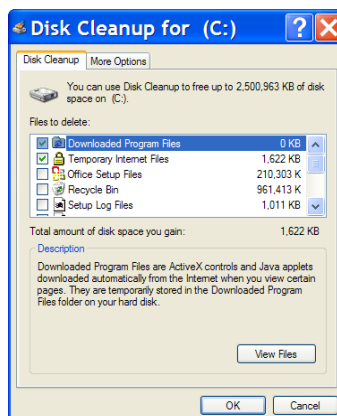 Disk Cleanup for (C:)
Disk Cleanup
More Options
You can use Disk Cleanup to free up to 2,500,963 KB of disk
space on (C:).
Files to delete:
Downloaded Program Files 0 KB
Temporary Internet Files 1,622 KB
Office Setup Files 210,303 K
Recycle Bin 961,413 K
Setup Log Files 1,011 KB
Total amount of disk space you gain: 1,622 KB
Description
Downloaded Program Files are ActiveX controls and Java applets
downloaded automatically from the Internet when you view certain
pages. They are temporarily stored in the Downloaded Program
Files folder on your hard disk.
View Files
OK Cancel